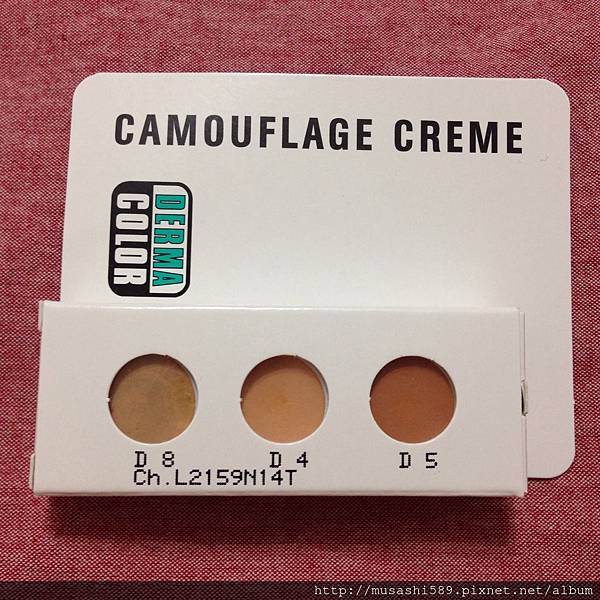 CAMOUFLAGE CREME
DERMA
COLOR
D 8 D 4 D 5
Ch.L2159N14T
http://musashi589.pixnet.net/album